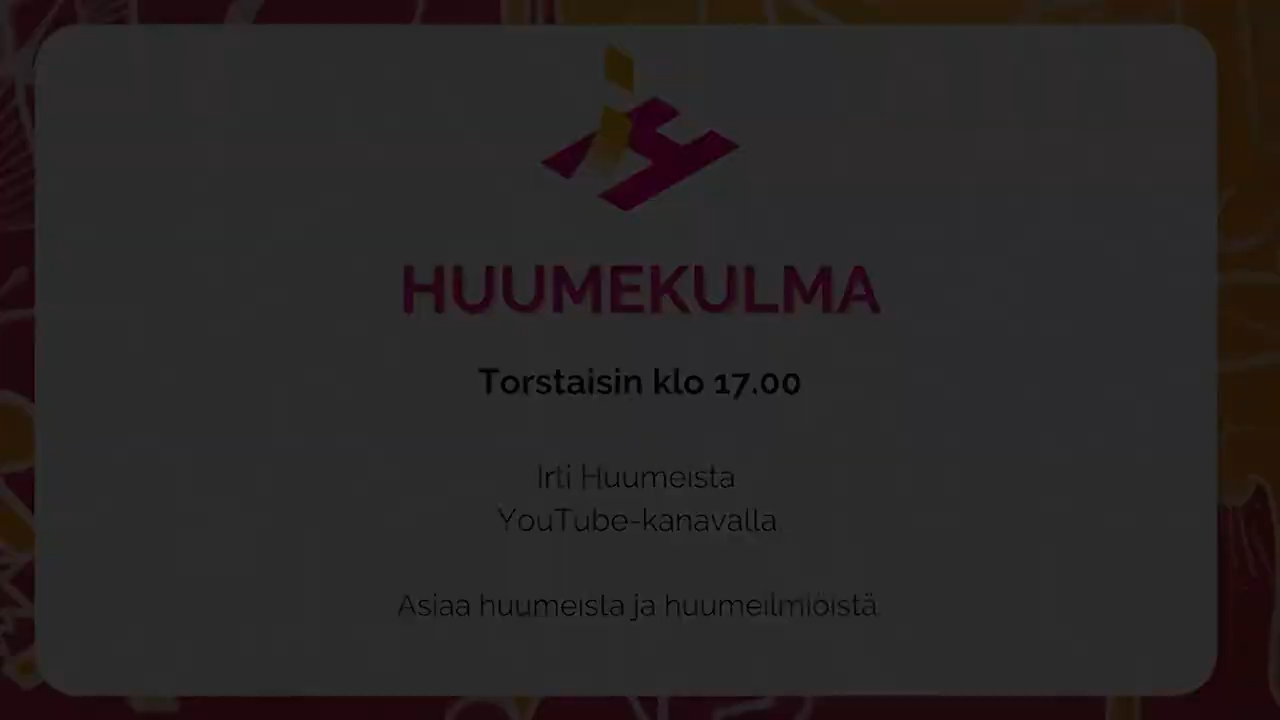 HUUMEKULMA
Torstaisin klo 17.00
Irti Huumeista
YouTube-kanavalla
Asiaa huumeista ja huumeilmiöistä